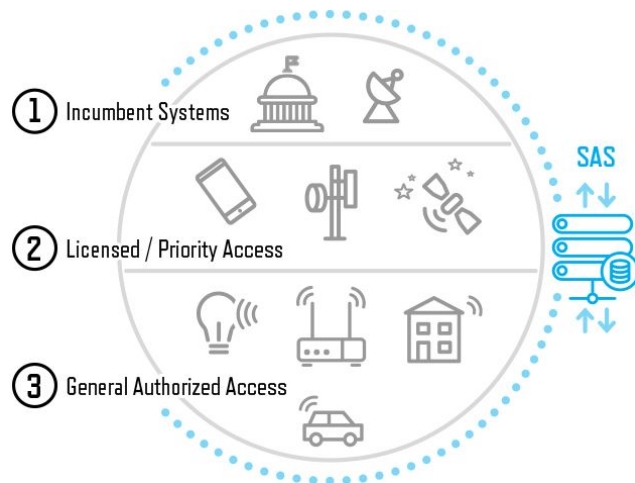 1 Incumbent Systems
SAS
2 Licensed / Priority Access
3 General Authorized Access